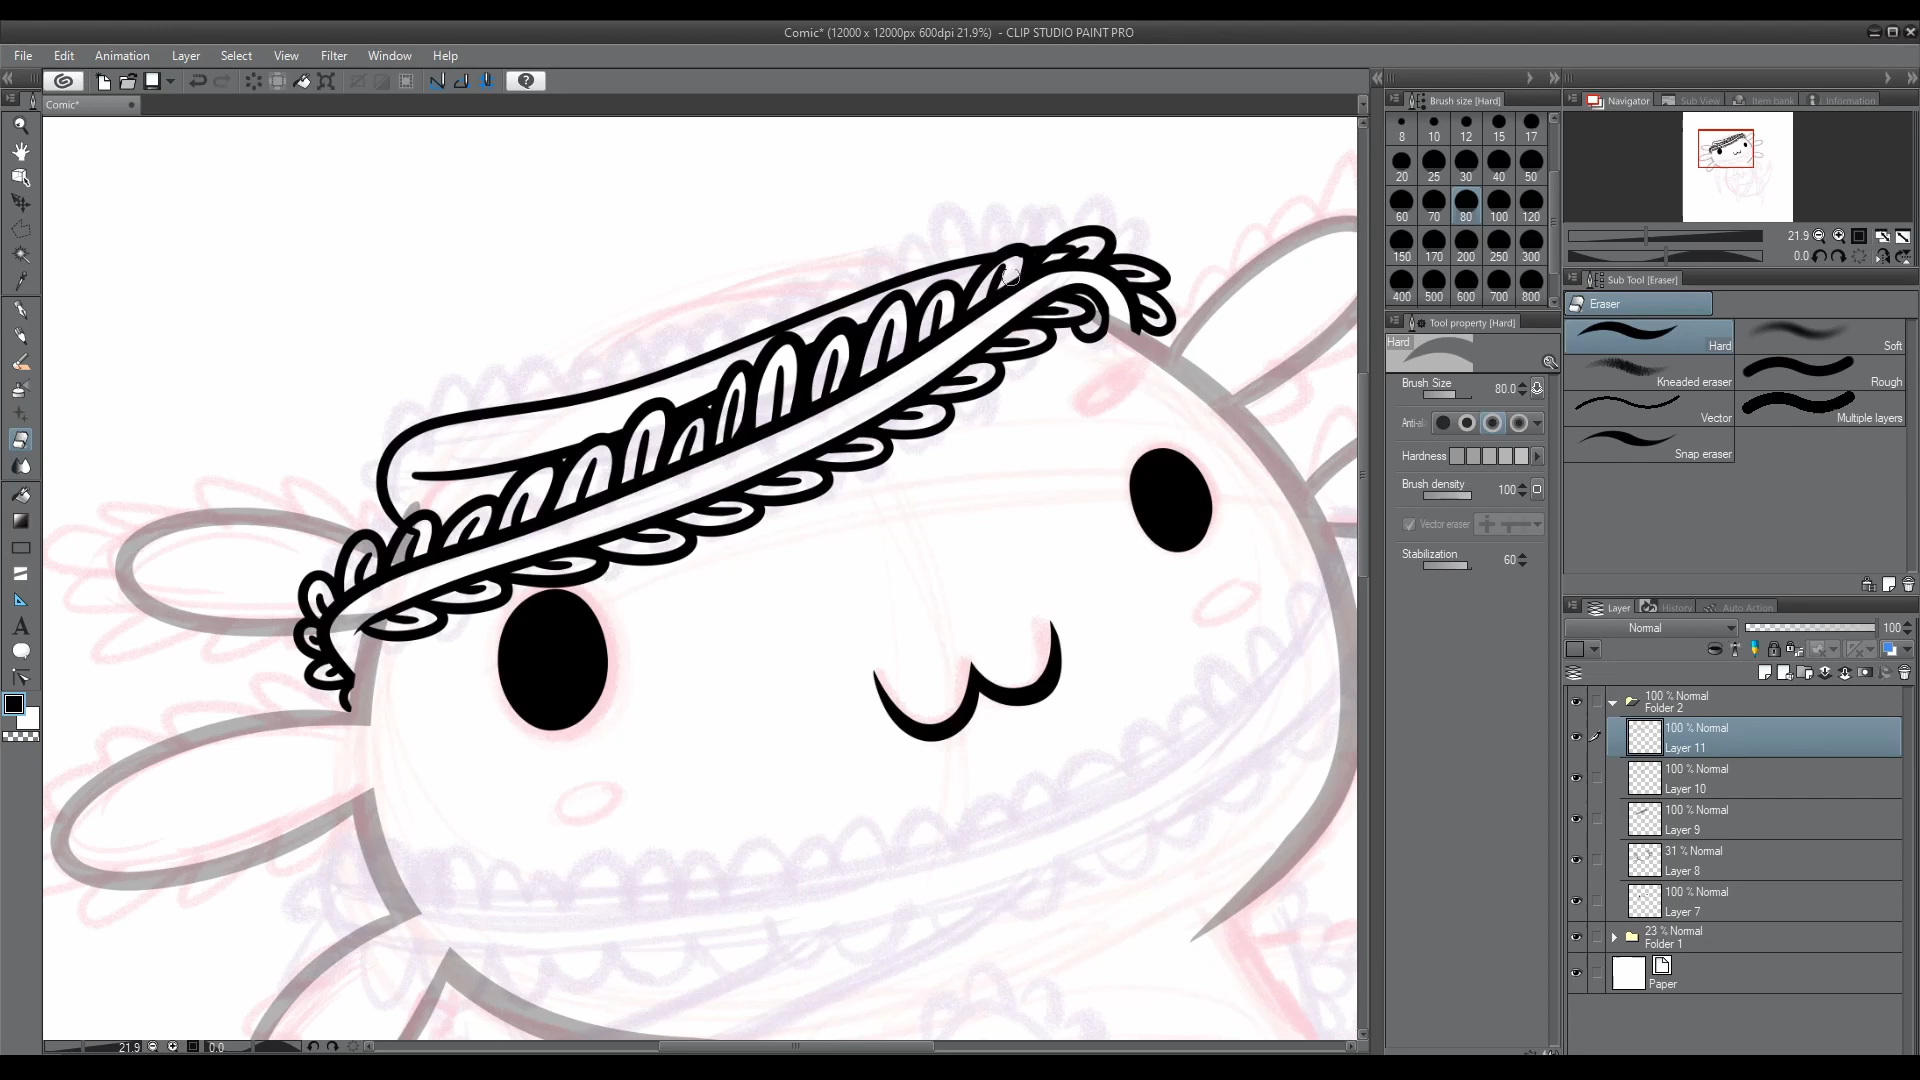 Comic* (12000 x 12000px 600dpi 21.9%) - CLIP STUDIO PAINT PRO
File Edit Animation Layer Select View Filter Window Help
Comic*
Brush size [Hard]
8 10 12 15 17
20 25 30 40 50
60 70 80 100 120
150 170 200 250 300
400 500 600 700 800
Tool property [Hard]
Hard
Brush Size 80.0
Anti-al
Hardness
Brush density 100
Vector eraser
Stabilization 60
Navigator Sub View Item bank Information
21.9
0.0
Sub Tool [Eraser]
Eraser
Hard Soft
Kneaded eraser Rough
Vector Multiple layers
Snap eraser
Layer History Auto Action
Normal 100
100 % Normal
Folder 2
100 % Normal
Layer 11
100 % Normal
Layer 10
100 % Normal
Layer 9
31 % Normal
Layer 8
100 % Normal
Layer 7
23 % Normal
Folder 1
Paper
21.9 0.0